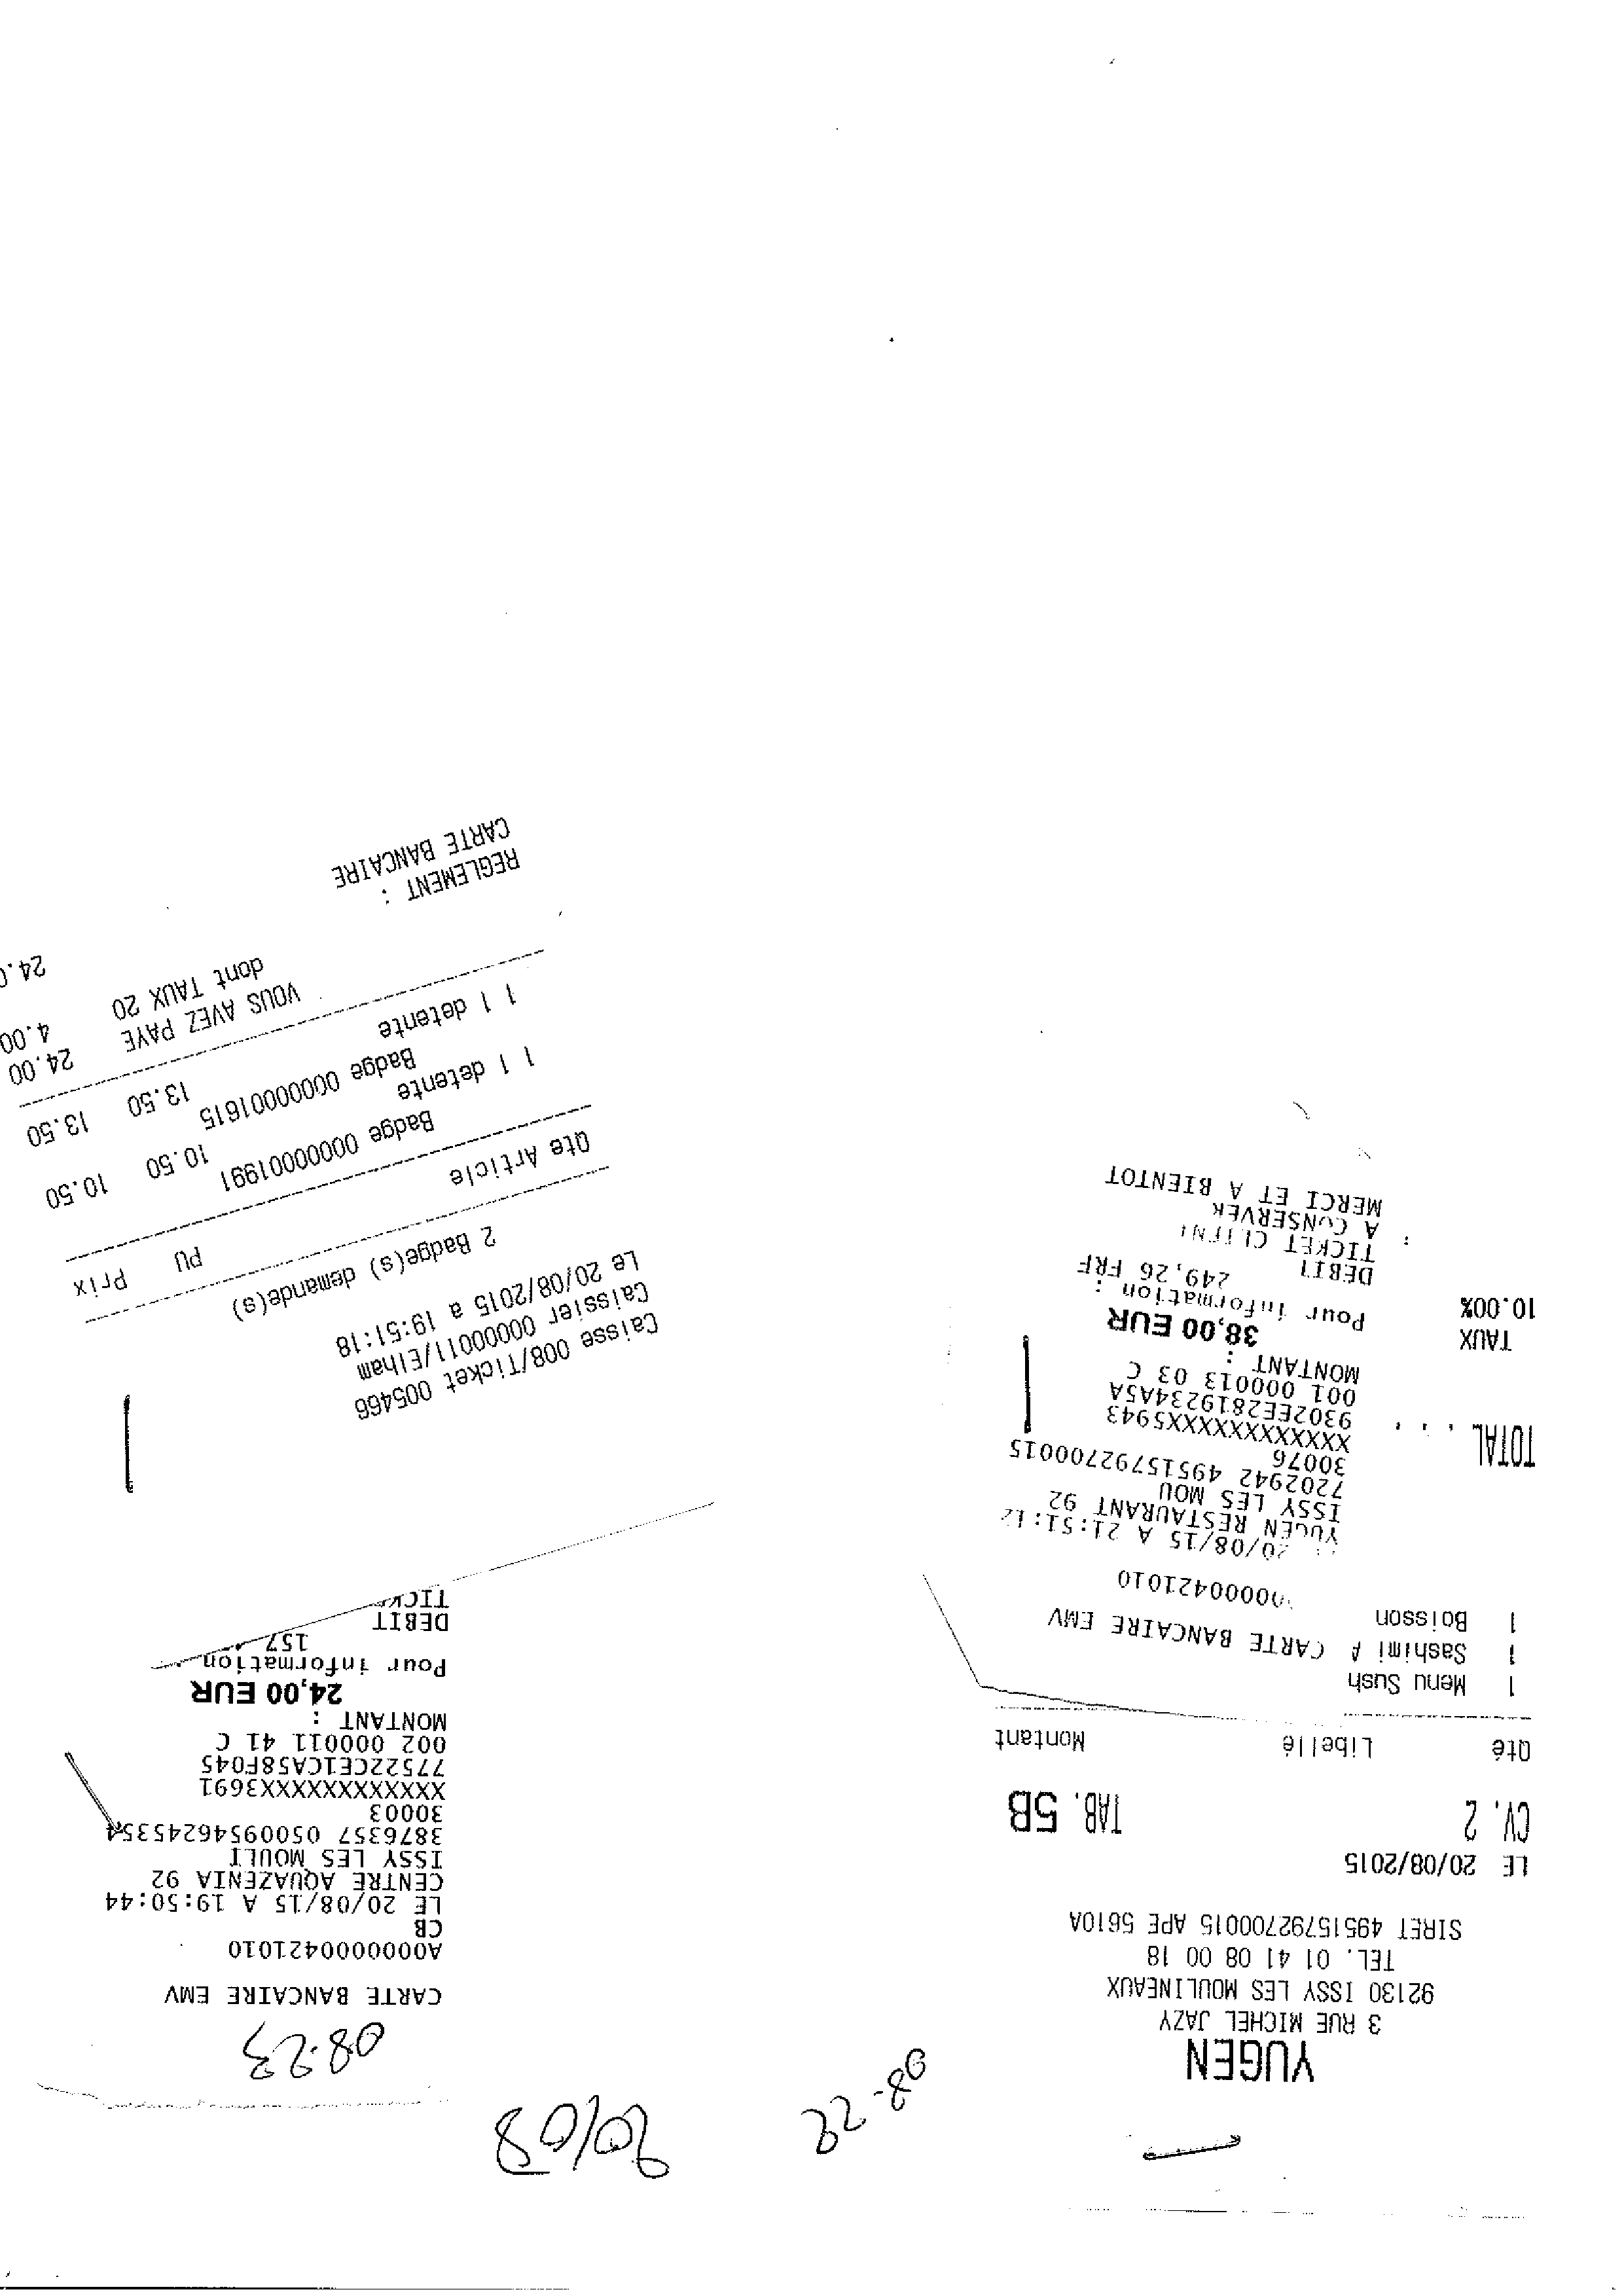 20/08
08-22
YUGEN
3 RUE MICHEL JAZY
92130 ISSY LES MOULINEAUX
TEL. 01 41 08 00 18
SIRET 49515792700015 APE 5610A
LE 20/08/2015
CV. 2 TAB. 5B
Qté Libellé Montant
1 Menu Sush
1 Sashimi
1 Boisson
TOTAL . . .
TAUX
10.00%
CARTE BANCAIRE EMV
0000421010
20/08/15 A 21:51:12
YUGEN RESTAURANT 92
ISSY LES MOU
7202942 49515792700015
30076
XXXXXXXXXXXX5943
9302EE2819234A5A
001 000013 03 C
MONTANT :
38,00 EUR
Pour information :
249,26 FRF
DEBIT
TICKET CLIENT
A CONSERVER
MERCI ET A BIENTOT
08-23
CARTE BANCAIRE EMV
A0000000421010
CB
LE 20/08/15 A 19:50:44
CENTRE AQUAZENIA 92
ISSY LES MOULI
3876357 05009546245354
30003
XXXXXXXXXXXX3691
77522CE1CA58F045
002 000011 41 C
MONTANT :
24,00 EUR
Pour information
157
DEBIT
TICK
Caisse 008/Ticket 005466
Caissier 00000011/Elham
Le 20/08/2015 a 19:51:18
2 Badge(s) demande(s)
Qte Article PU Prix
1 1 detente 10.50 10.50
Badge 00000001991
1 1 detente 13.50 13.50
Badge 00000001615
VOUS AVEZ PAYE 24.00
dont TAUX 20 4.00
REGLEMENT :
CARTE BANCAIRE 24.0